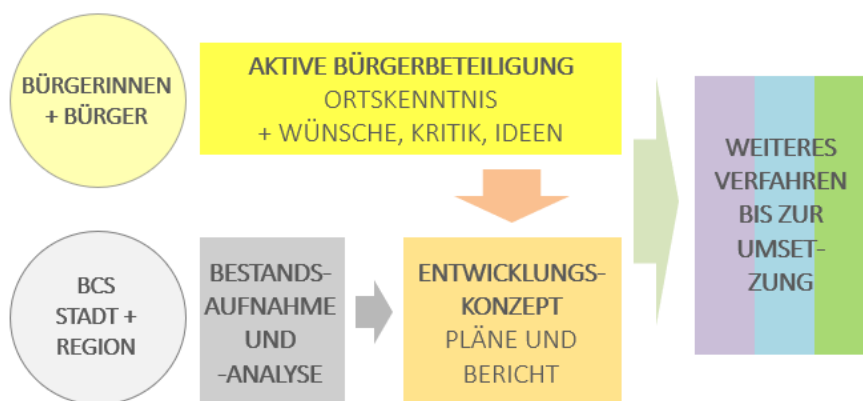 BÜRGERINNEN
+ BÜRGER
AKTIVE BÜRGERBETEILIGUNG
ORTSKENNTNIS
+ WÜNSCHE, KRITIK, IDEEN
BCS
STADT +
REGION
BESTANDS-
AUFNAHME
UND
-ANALYSE
ENTWICKLUNGS-
KONZEPT
PLÄNE UND
BERICHT
WEITERES
VERFAHREN
BIS ZUR
UMSET-
ZUNG